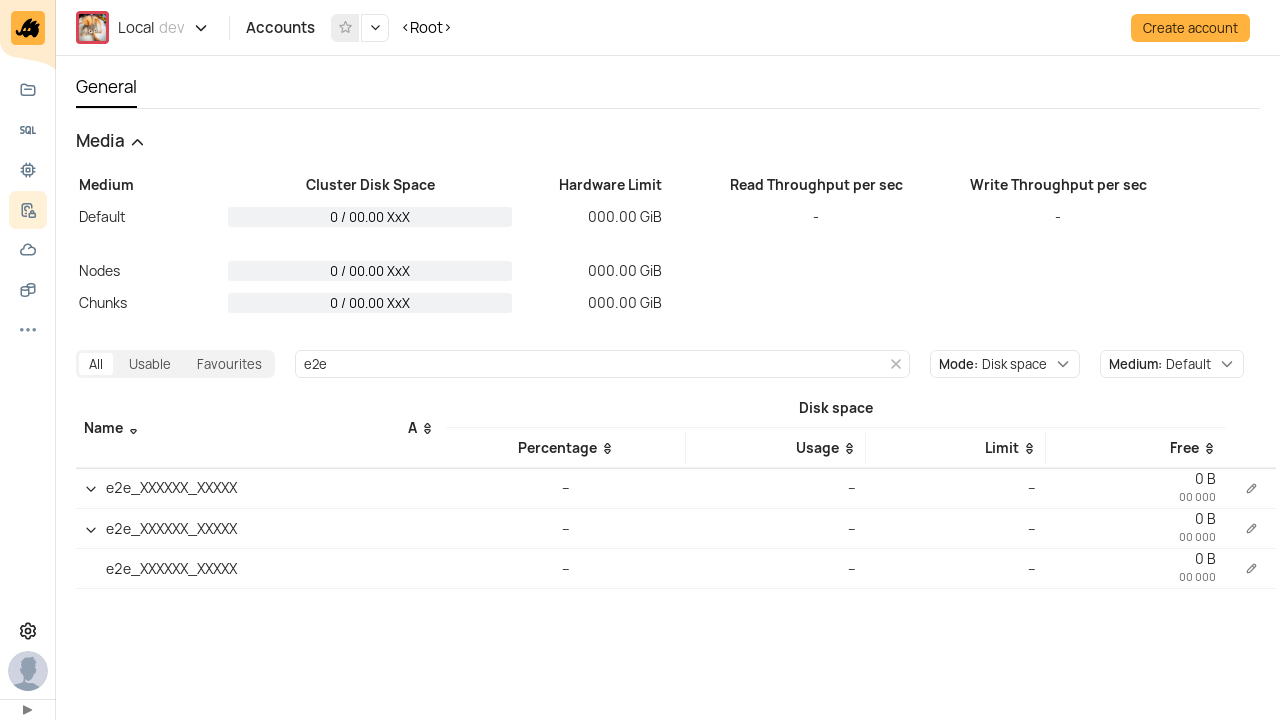 Local dev
Accounts
<Root>
Create account
SQL
General
Media
Medium Cluster Disk Space Hardware Limit Read Throughput per sec Write Throughput per sec
Default 0 / 00.00 XxX 000.00 GiB - -
Nodes 0 / 00.00 XxX 000.00 GiB
Chunks 0 / 00.00 XxX 000.00 GiB
All Usable Favourites e2e Mode: Disk space Medium: Default
Disk space
Name A
Percentage Usage Limit Free
e2e_XXXXXX_XXXXX – – – 0 B
00 000
e2e_XXXXXX_XXXXX – – – 0 B
00 000
e2e_XXXXXX_XXXXX – – – 0 B
00 000